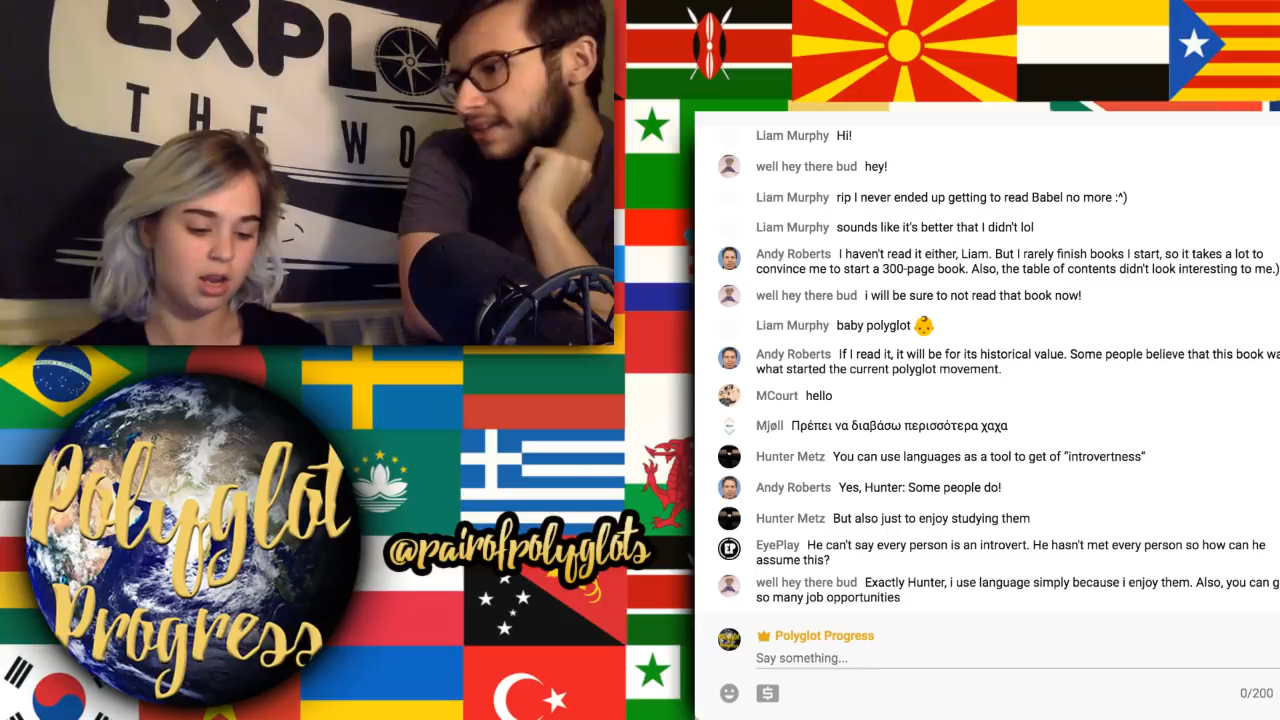 EXPLO
THE WO
Liam Murphy Hi!
well hey there bud hey!
Liam Murphy rip I never ended up getting to read Babel no more :^)
Liam Murphy sounds like it's better that I didn't lol
Andy Roberts I haven't read it either, Liam. But I rarely finish books I start, so it takes a lot to
convince me to start a 300-page book. Also, the table of contents didn't look interesting to me.)
well hey there bud i will be sure to not read that book now!
Liam Murphy baby polyglot 👶
Andy Roberts If I read it, it will be for its historical value. Some people believe that this book wa
what started the current polyglot movement.
MCourt hello
Mjøll Πρέπει να διαβάσω περισσότερα χαχα
Hunter Metz You can use languages as a tool to get of “introvertness”
Andy Roberts Yes, Hunter: Some people do!
Hunter Metz But also just to enjoy studying them
EyePlay He can't say every person is an introvert. He hasn't met every person so how can he
assume this?
well hey there bud Exactly Hunter, i use language simply because i enjoy them. Also, you can g
so many job opportunities
Polyglot Progress
Say something...
0/200
Polyglot
Progress
@pairofpolyglots